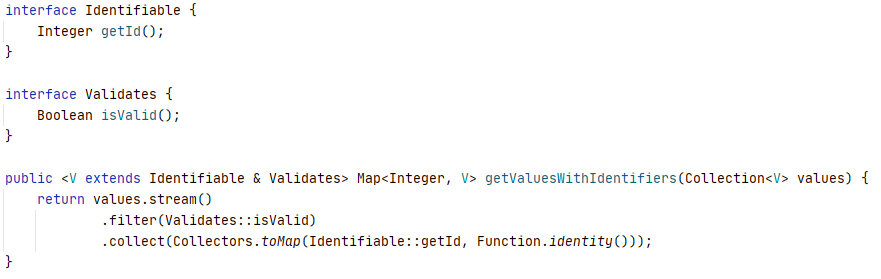 interface Identifiable {
    Integer getId();
}

interface Validates {
    Boolean isValid();
}

public <V extends Identifiable & Validates> Map<Integer, V> getValuesWithIdentifiers(Collection<V> values) {
    return values.stream()
            .filter(Validates::isValid)
            .collect(Collectors.toMap(Identifiable::getId, Function.identity()));
}